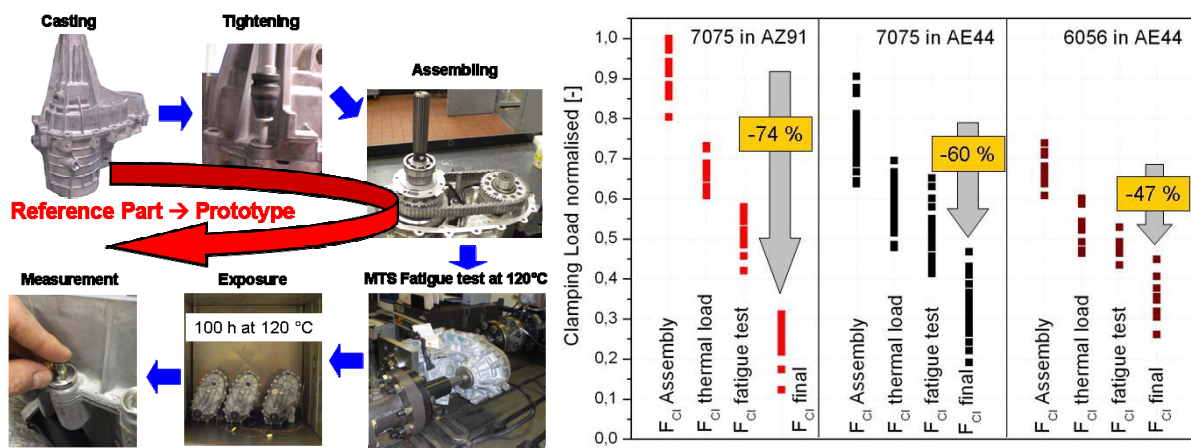 Casting
Tightening
Assembling
Reference Part → Prototype
Measurement
Exposure
MTS Fatigue test at 120°C
100 h at 120 °C
Clamping Load normalised [-]
1,0
0,9
0,8
0,7
0,6
0,5
0,4
0,3
0,2
0,1
0,0
7075 in AZ91
7075 in AE44
6056 in AE44
-74 %
-60 %
-47 %
F_Cl Assembly
F_Cl thermal load
F_Cl fatigue test
F_Cl final
F_Cl Assembly
F_Cl thermal load
F_Cl fatigue test
F_Cl final
F_Cl Assembly
F_Cl thermal load
F_Cl fatigue test
F_Cl final